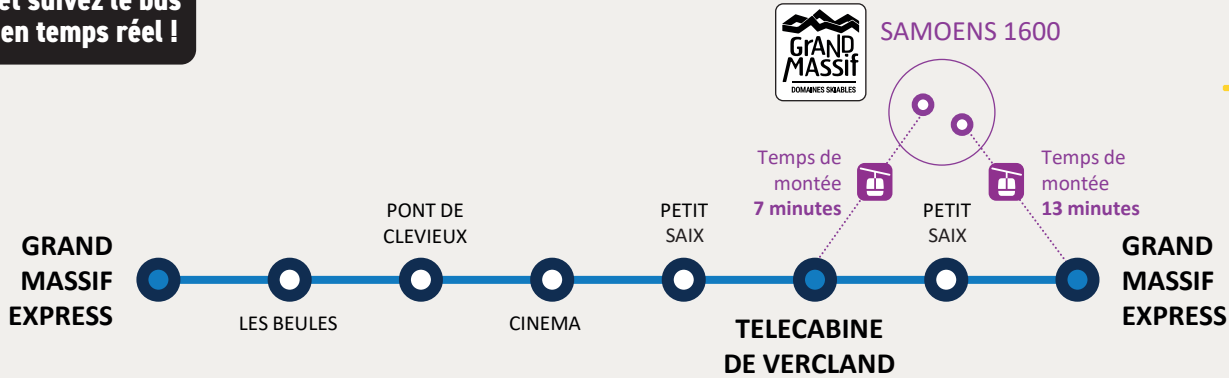 et suivez le bus
en temps réel !
GRAND
MASSIF
DOMAINES SKIABLES
SAMOENS 1600
Temps de
montée
7 minutes
Temps de
montée
13 minutes
GRAND
MASSIF
EXPRESS
LES BEULES
PONT DE
CLEVIEUX
CINEMA
PETIT
SAIX
TELECABINE
DE VERCLAND
PETIT
SAIX
GRAND
MASSIF
EXPRESS